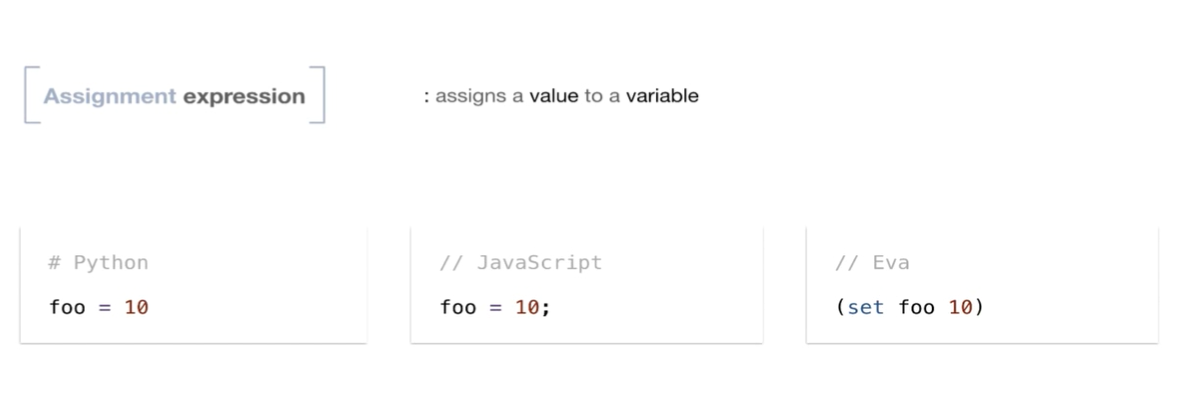 Assignment expression : assigns a value to a variable
# Python
foo = 10
// JavaScript
foo = 10;
// Eva
(set foo 10)